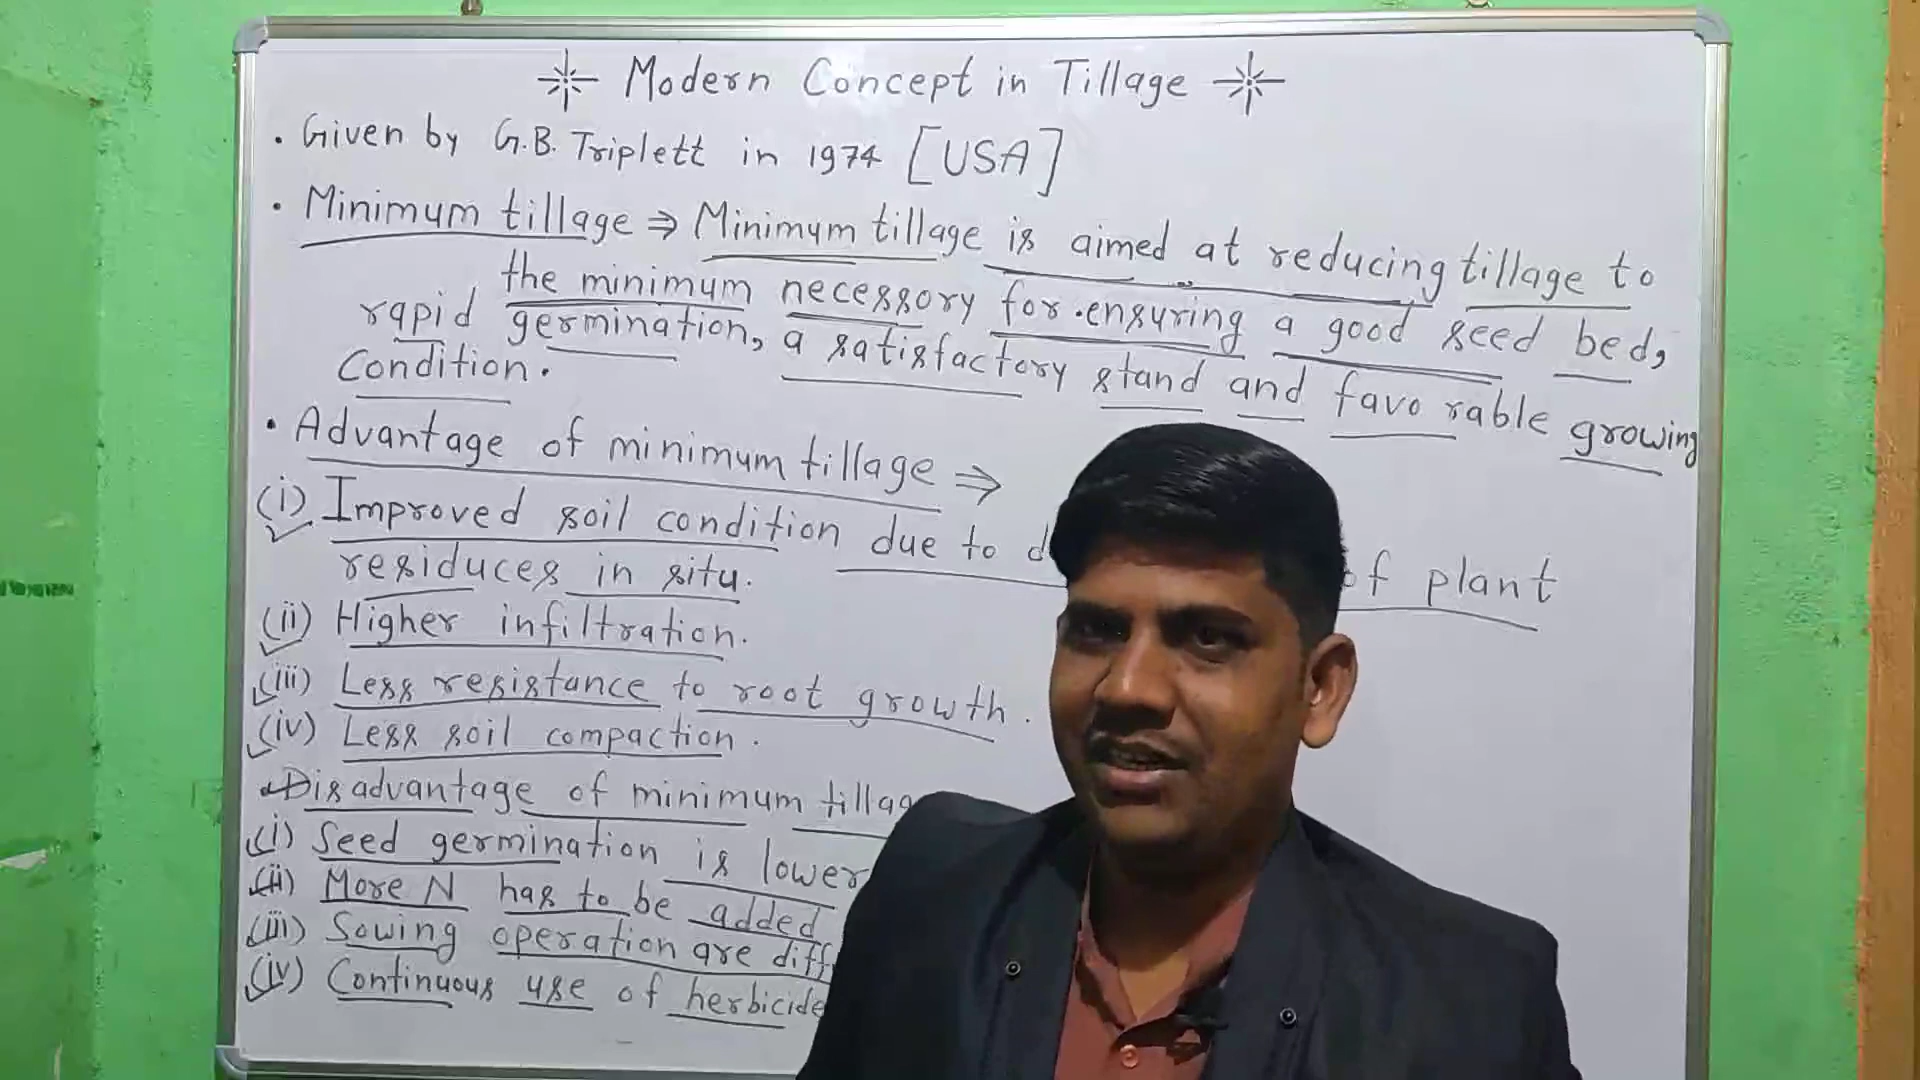 Modern Concept in Tillage
. Given by G.B. Triplett in 1974 [USA]
. Minimum tillage ⇒ Minimum tillage is aimed at reducing tillage to
the minimum necessory for ensuring a good seed bed,
rapid germination, a satisfactory stand and favo rable growing
Condition.
. Advantage of minimum tillage ⇒
(i) Improved soil condition due to of plant
residuces in situ.
(ii) Higher infiltration.
(iii) Less resistance to root growth.
(iv) Less soil compaction.
Disadvantage of minimum tillag
(i) Seed germination is lower
(ii) More N has to be added
(iii) Sowing operation are diff
(iv) Continuous use of herbicide